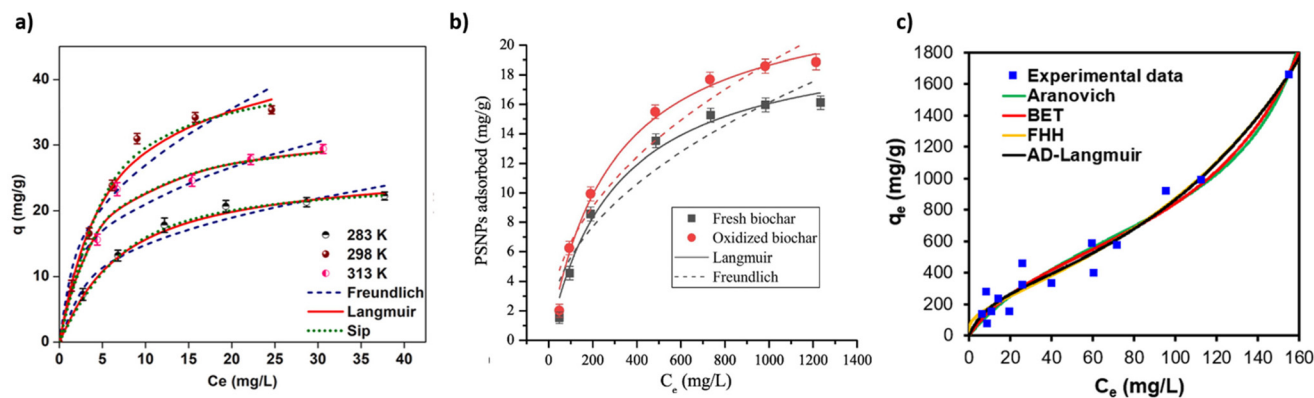 a)
q (mg/g)
40
30
20
10
0
0
5
10
15
20
25
30
35
40
Ce (mg/L)
283 K
298 K
313 K
Freundlich
Langmuir
Sip
b)
PSNPs adsorbed (mg/g)
20
18
16
14
12
10
8
6
4
2
0
0
200
400
600
800
1000
1200
1400
Ce (mg/L)
Fresh biochar
Oxidized biochar
Langmuir
Freundlich
c)
qe (mg/g)
1800
1600
1400
1200
1000
800
600
400
200
0
0
20
40
60
80
100
120
140
160
Ce (mg/L)
Experimental data
Aranovich
BET
FHH
AD-Langmuir